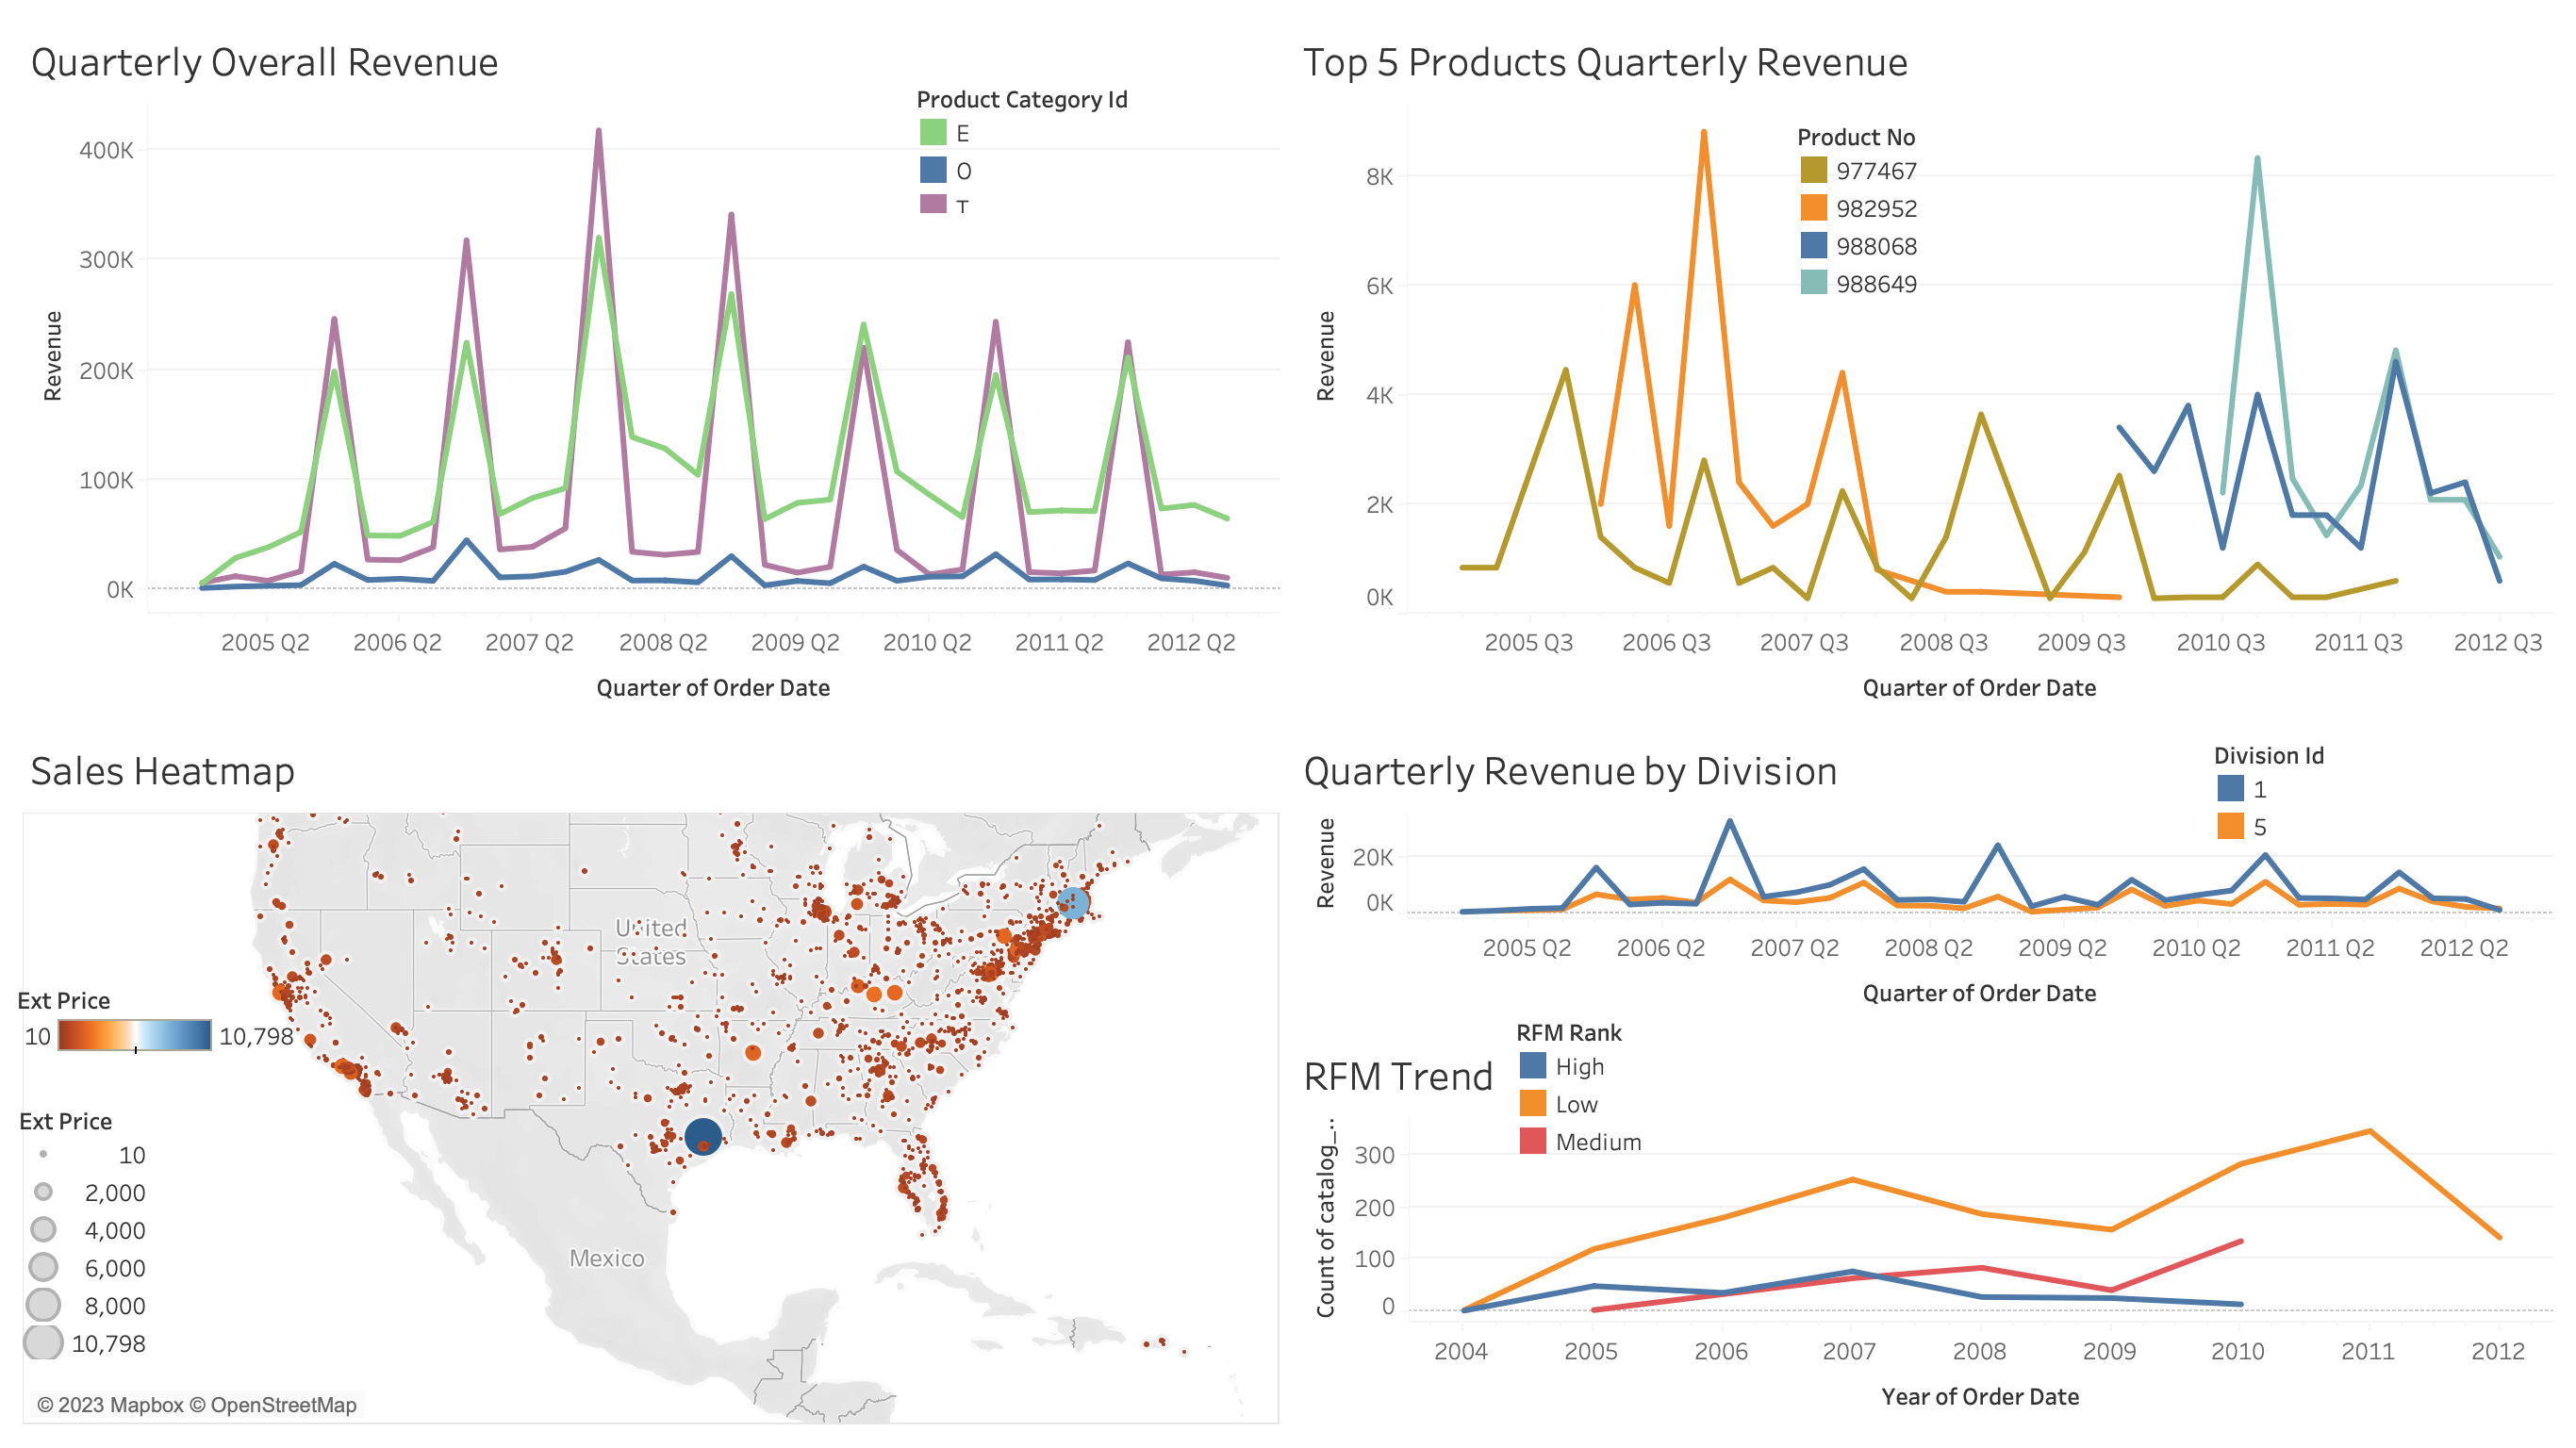 Quarterly Overall Revenue
Product Category Id
E
O
T
400K
300K
200K
100K
0K
Revenue
2005 Q2 2006 Q2 2007 Q2 2008 Q2 2009 Q2 2010 Q2 2011 Q2 2012 Q2
Quarter of Order Date
Top 5 Products Quarterly Revenue
Product No
977467
982952
988068
988649
8K
6K
4K
2K
0K
Revenue
2005 Q3 2006 Q3 2007 Q3 2008 Q3 2009 Q3 2010 Q3 2011 Q3 2012 Q3
Quarter of Order Date
Sales Heatmap
United
States
Mexico
Ext Price
10 10,798
Ext Price
10
2,000
4,000
6,000
8,000
10,798
© 2023 Mapbox © OpenStreetMap
Quarterly Revenue by Division
Division Id
1
5
20K
0K
Revenue
2005 Q2 2006 Q2 2007 Q2 2008 Q2 2009 Q2 2010 Q2 2011 Q2 2012 Q2
Quarter of Order Date
RFM Trend
RFM Rank
High
Low
Medium
300
200
100
0
Count of catalog_..
2004 2005 2006 2007 2008 2009 2010 2011 2012
Year of Order Date